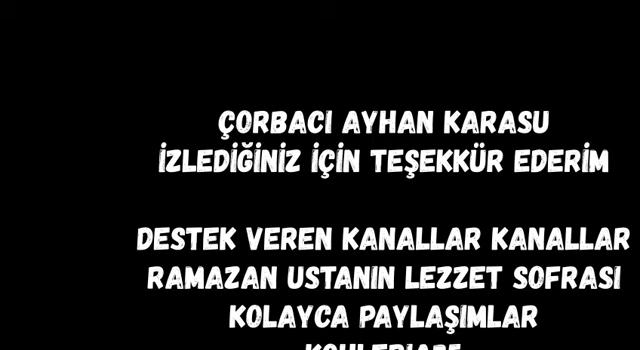 ÇORBACI AYHAN KARASU
İZLEDİĞİNİZ İÇİN TEŞEKKÜR EDERİM
DESTEK VEREN KANALLAR KANALLAR
RAMAZAN USTANIN LEZZET SOFRASI
KOLAYCA PAYLAŞIMLAR